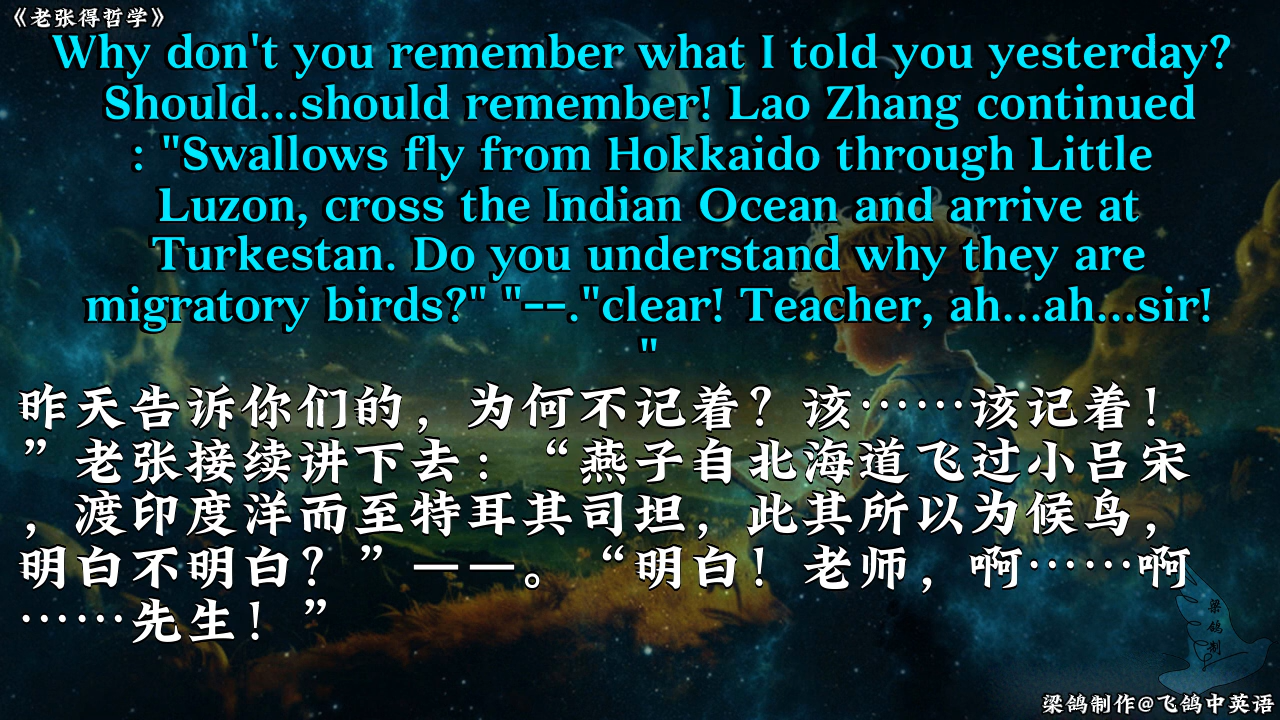 《老张得哲学》
Why don't you remember what I told you yesterday?
Should...should remember! Lao Zhang continued
: "Swallows fly from Hokkaido through Little
Luzon, cross the Indian Ocean and arrive at
Turkestan. Do you understand why they are
migratory birds?" "--."clear! Teacher, ah...ah...sir!
"
昨天告诉你们的，为何不记着？该……该记着！
”老张接续讲下去：“燕子自北海道飞过小吕宋
，渡印度洋而至特耳其司坦，此其所以为候鸟，
明白不明白？”——。“明白！老师，啊……啊
……先生！”
梁鸽制
梁鸽制作@飞鸽中英语